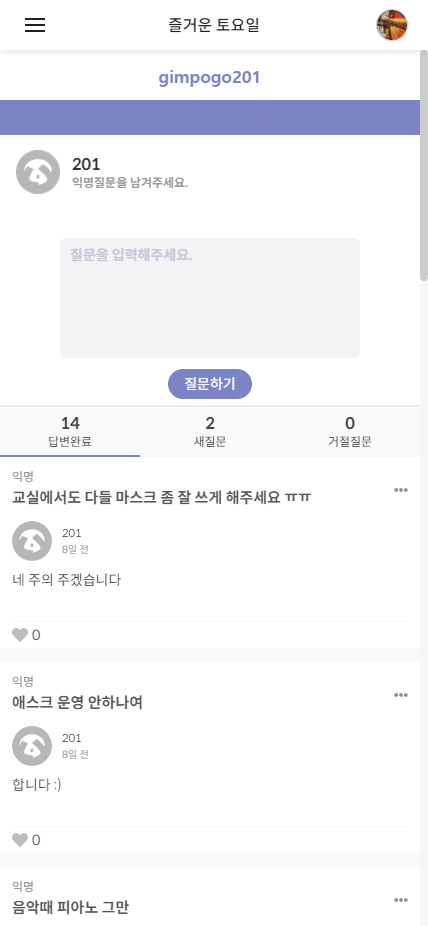 즐거운 토요일
gimpogo201
201
익명질문을 남겨주세요.
질문을 입력해주세요.
질문하기
14
답변완료
2
새질문
0
거절질문
익명
교실에서도 다들 마스크 좀 잘 쓰게 해주세요 ㅠㅠ
201
8일 전
네 주의 주겠습니다
0
익명
애스크 운영 안하나여
201
8일 전
합니다 :)
0
익명
음악때 피아노 그만